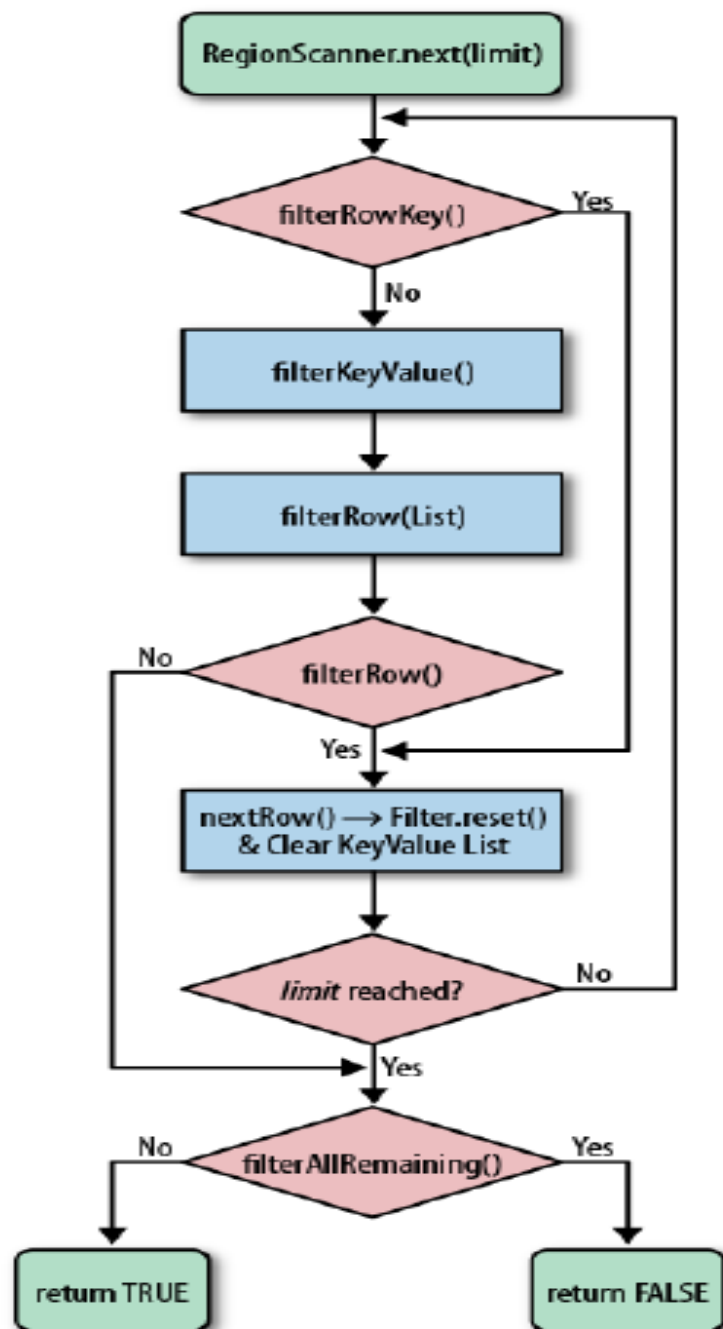 RegionScanner.next(limit)
filterRowKey()
Yes
No
filterKeyValue()
filterRow(List)
No
filterRow()
Yes
nextRow() → Filter.reset()
& Clear KeyValue List
limit reached?
No
Yes
No
filterAllRemaining()
Yes
return TRUE
return FALSE